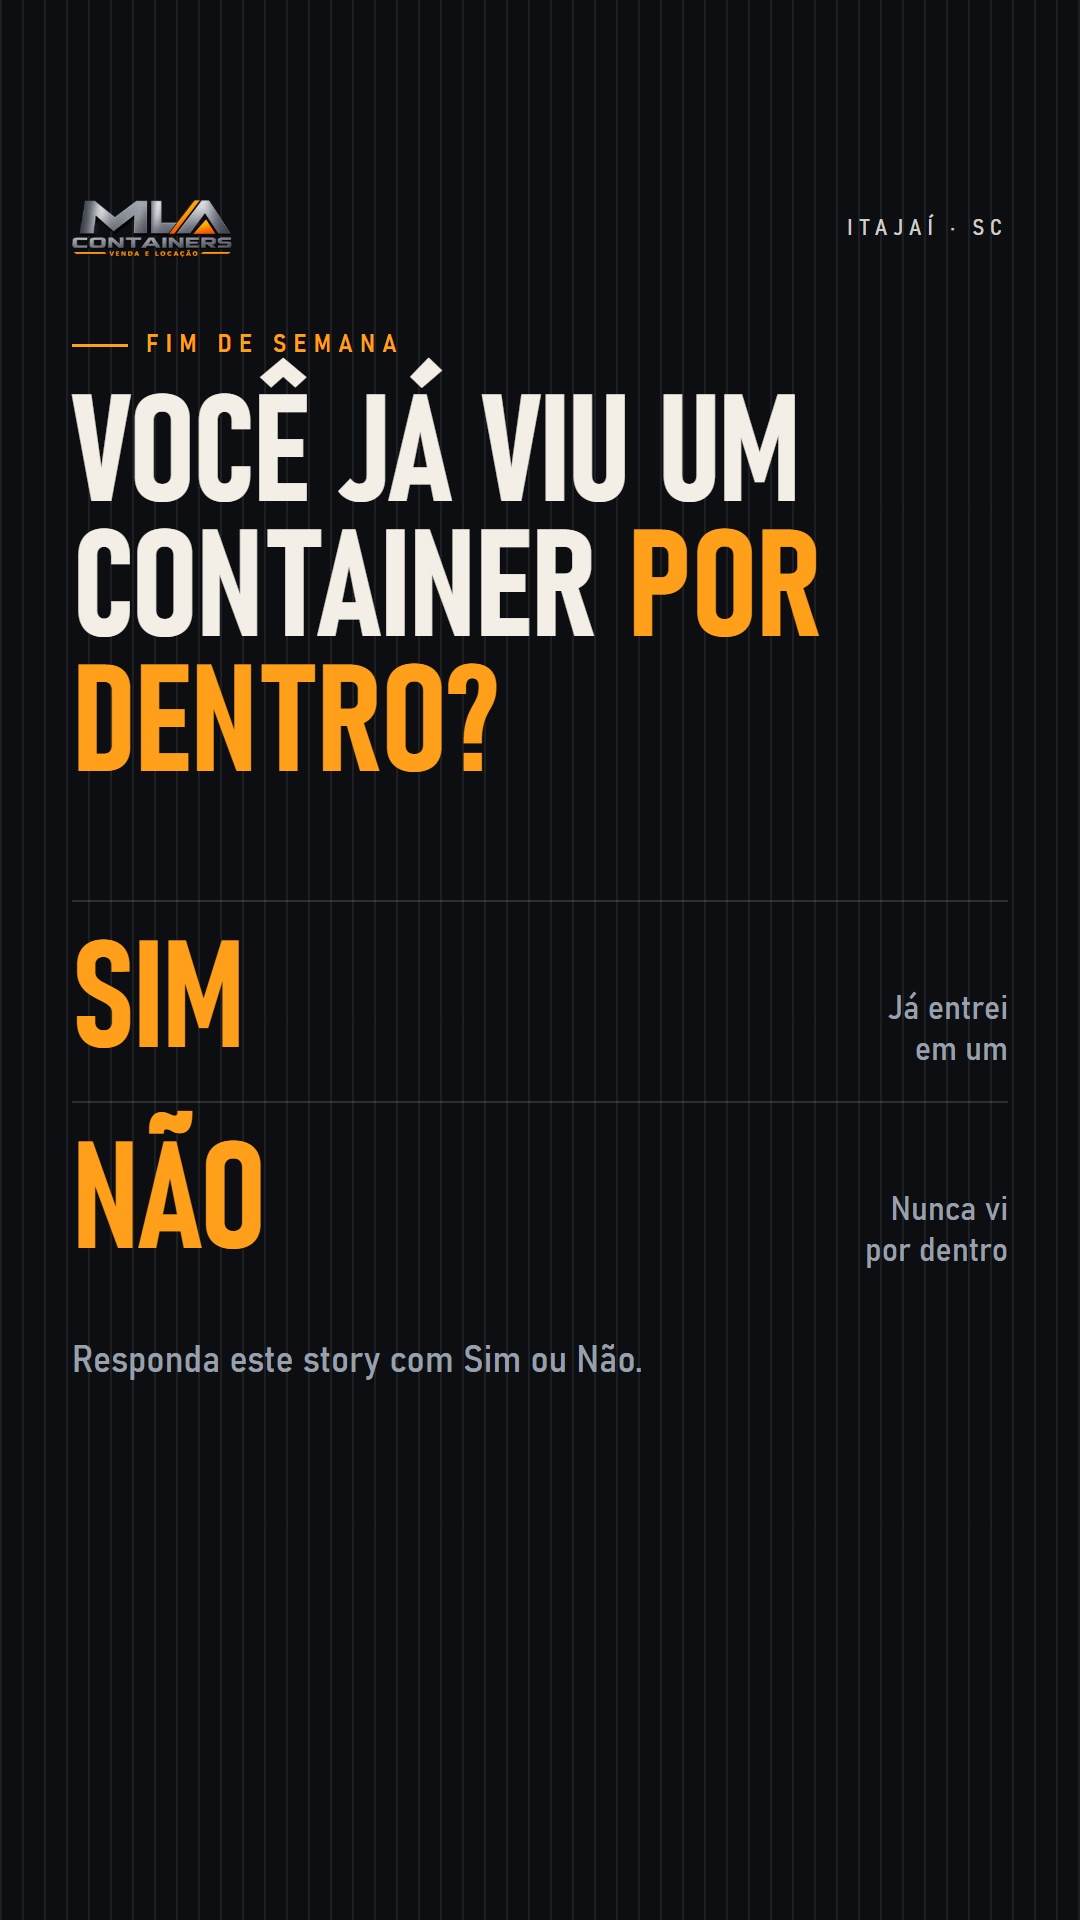 MLA
CONTAINERS
VENDA E LOCAÇÃO
ITAJAÍ · SC
FIM DE SEMANA
VOCÊ JÁ VIU UM
CONTAINER POR
DENTRO?
SIM
Já entrei
em um
NÃO
Nunca vi
por dentro
Responda este story com Sim ou Não.